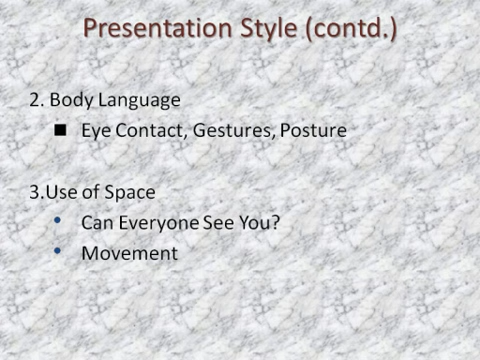 Presentation Style (contd.)
2. Body Language
■ Eye Contact, Gestures, Posture
3.Use of Space
• Can Everyone See You?
• Movement